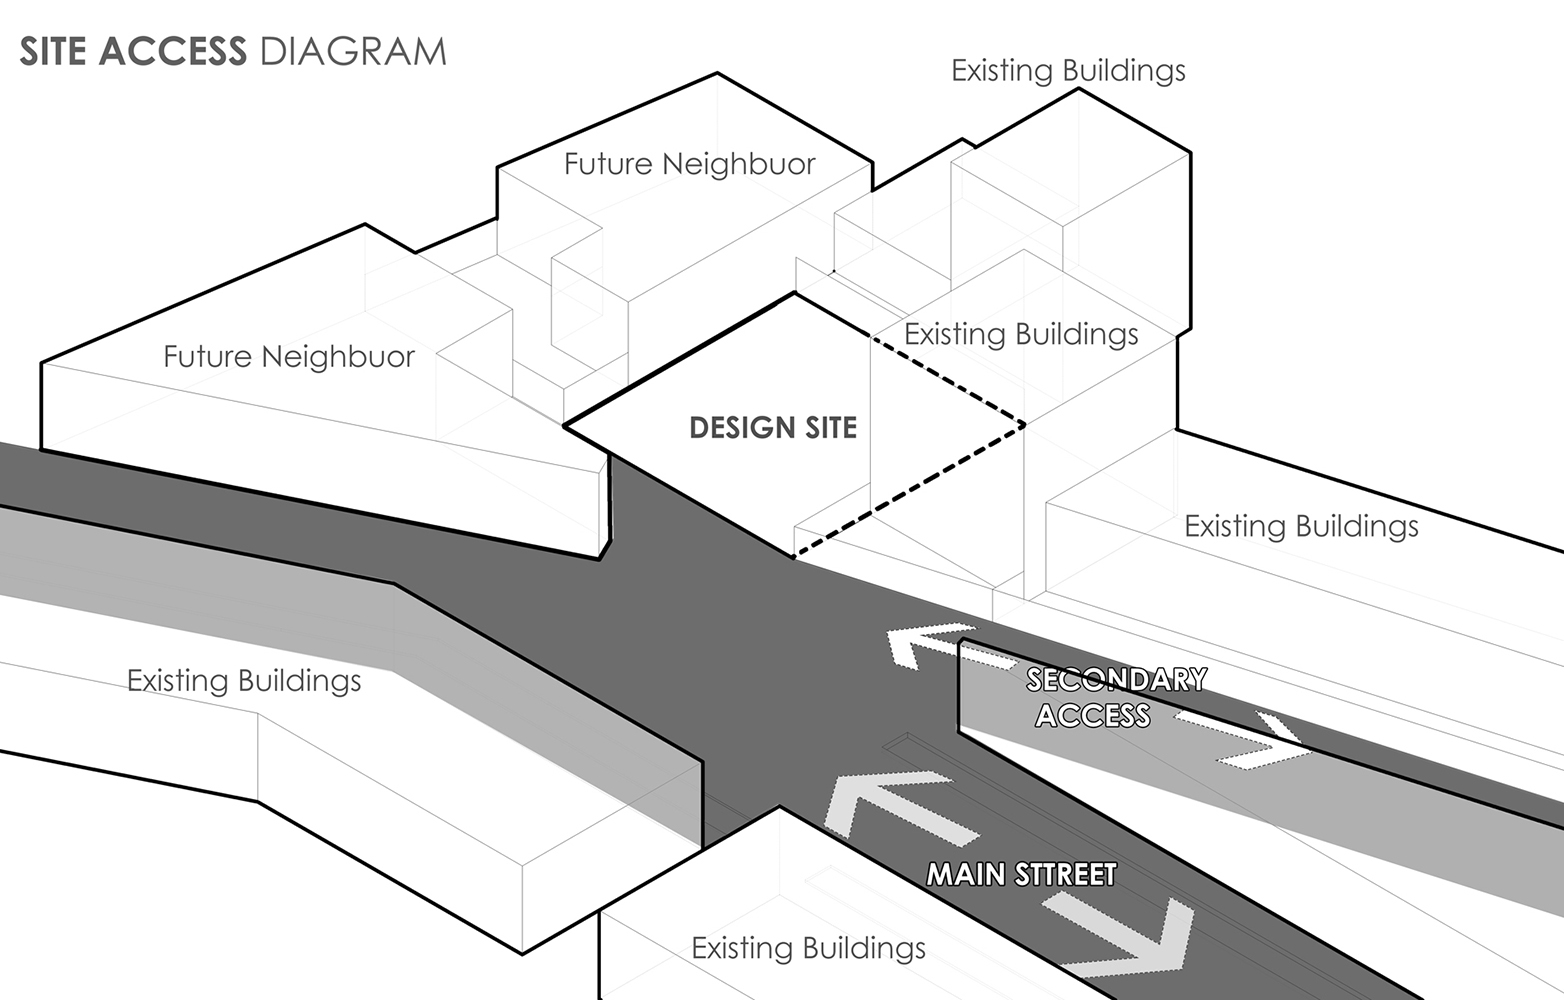 SITE ACCESS DIAGRAM
Existing Buildings
Future Neighbuor
Existing Buildings
Future Neighbuor
DESIGN SITE
Existing Buildings
Existing Buildings
SECONDARY
ACCESS
MAIN STTREET
Existing Buildings